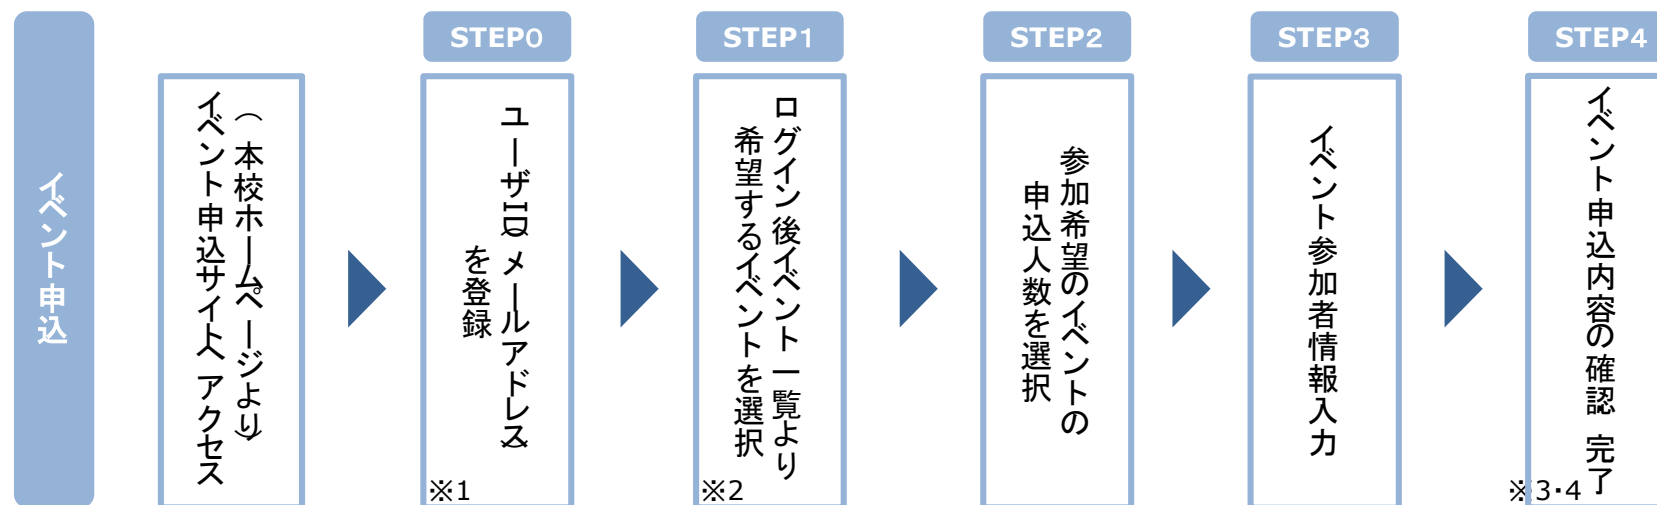 イベント申込
（本校ホームページより）
イベント申込サイトへアクセス
STEP0
ユーザID（メールアドレス）
を登録
※1
STEP1
ログイン後イベント一覧より
希望するイベントを選択
※2
STEP2
参加希望のイベントの
申込人数を選択
STEP3
イベント参加者情報入力
STEP4
イベント申込内容の確認 完了
※3・4